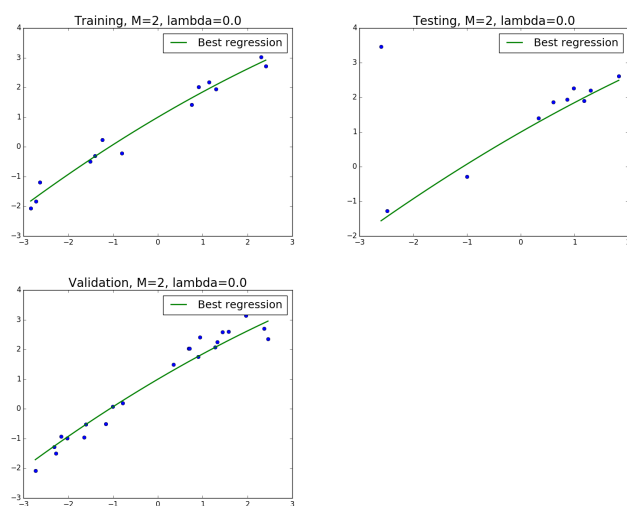 Training, M=2, lambda=0.0
4
3
2
1
0
−1
−2
−3
−3 −2 −1 0 1 2 3
Best regression
Testing, M=2, lambda=0.0
4
3
2
1
0
−1
−2
−3 −2 −1 0 1 2
Best regression
Validation, M=2, lambda=0.0
4
3
2
1
0
−1
−2
−3
−3 −2 −1 0 1 2 3
Best regression